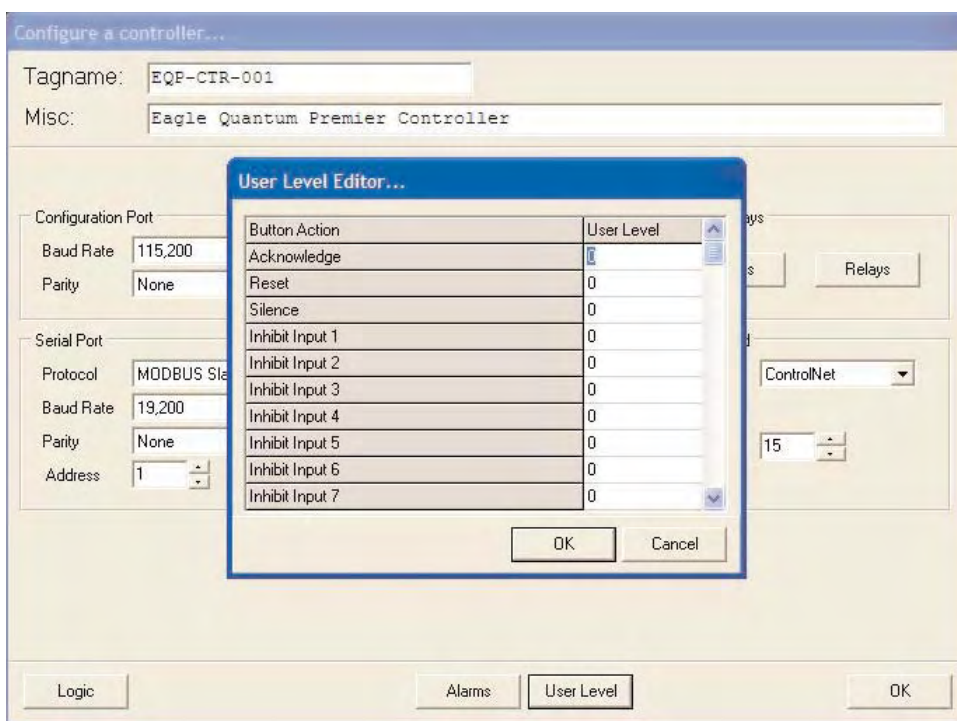 Configure a controller...
Tagname: EQP-CTR-001
Misc: Eagle Quantum Premier Controller
User Level Editor...
Button Action User Level
Acknowledge 0
Reset 0
Silence 0
Inhibit Input 1 0
Inhibit Input 2 0
Inhibit Input 3 0
Inhibit Input 4 0
Inhibit Input 5 0
Inhibit Input 6 0
Inhibit Input 7 0
OK Cancel
Configuration Port
Baud Rate 115,200
Parity None
Relays
Serial Port
Protocol MODBUS
Baud Rate 19,200
Parity None
Address 1
ControlNet
15
Logic Alarms User Level OK